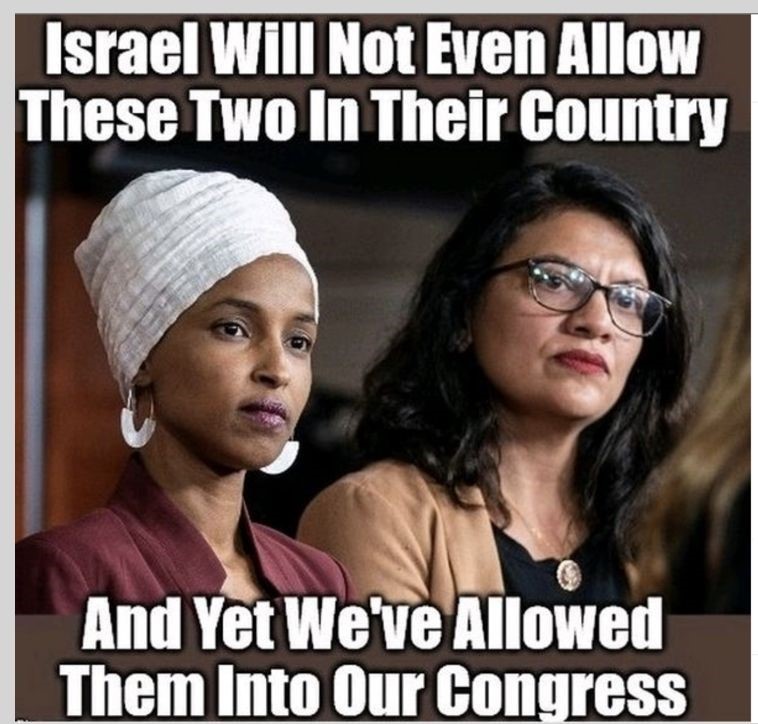 Israel Will Not Even Allow
These Two In Their Country
And Yet We've Allowed
Them Into Our Congress